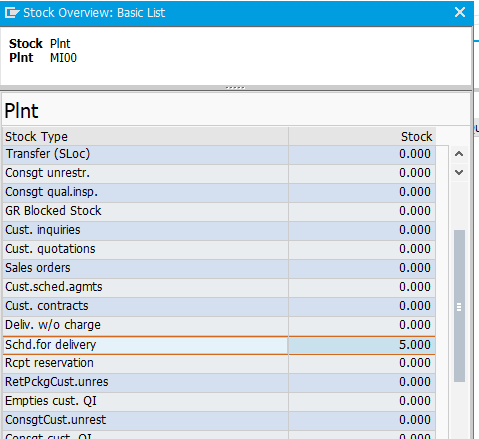 Stock Overview: Basic List
Stock Plnt
Plnt MI00
Plnt
Stock Type Stock
Transfer (SLoc) 0.000
Consgt unrestr. 0.000
Consgt qual.insp. 0.000
GR Blocked Stock 0.000
Cust. inquiries 0.000
Cust. quotations 0.000
Sales orders 0.000
Cust.sched.agmts 0.000
Cust. contracts 0.000
Deliv. w/o charge 0.000
Schd.for delivery 5.000
Rcpt reservation 0.000
RetPckgCust.unres 0.000
Empties cust. QI 0.000
ConsgtCust.unrest 0.000
Consgt cust. QI 0.000